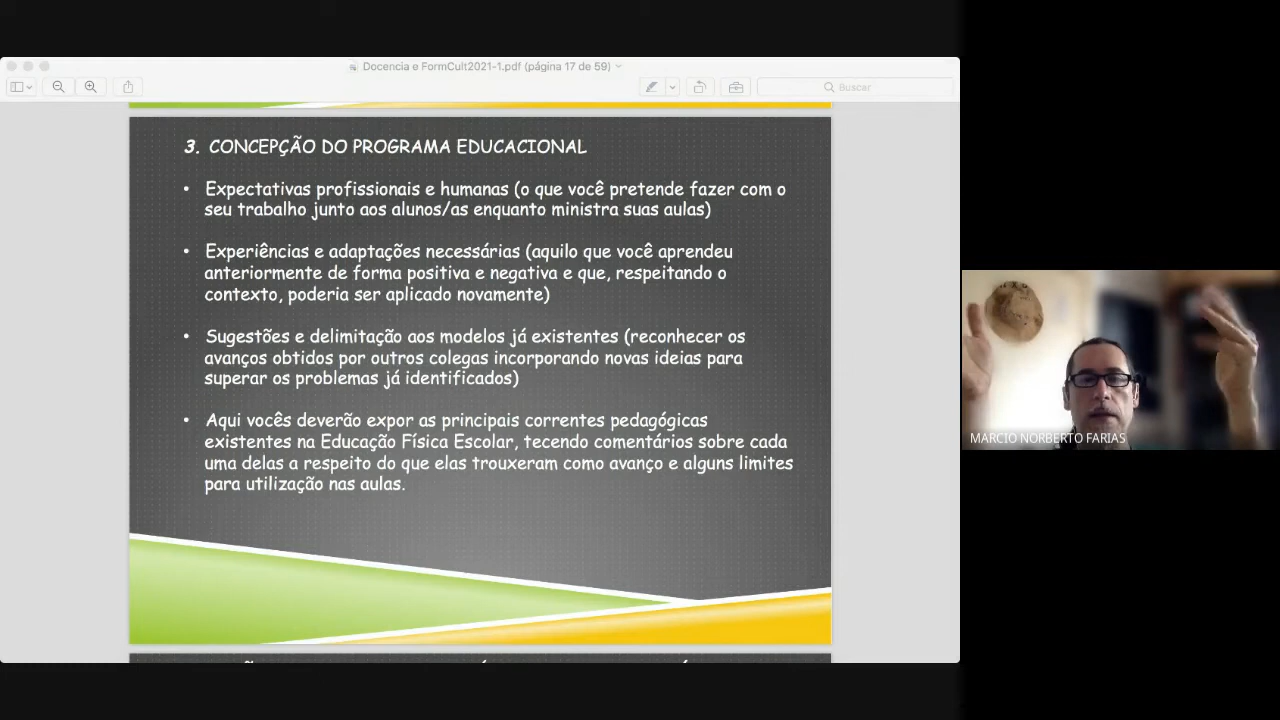 Docencia e FormCult2021-1.pdf (página 17 de 59)
Buscar
3. CONCEPÇÃO DO PROGRAMA EDUCACIONAL
• Expectativas profissionais e humanas (o que você pretende fazer com o
seu trabalho junto aos alunos/as enquanto ministra suas aulas)
• Experiências e adaptações necessárias (aquilo que você aprendeu
anteriormente de forma positiva e negativa e que, respeitando o
contexto, poderia ser aplicado novamente)
• Sugestões e delimitação aos modelos já existentes (reconhecer os
avanços obtidos por outros colegas incorporando novas ideias para
superar os problemas já identificados)
• Aqui vocês deverão expor as principais correntes pedagógicas
existentes na Educação Física Escolar, tecendo comentários sobre cada
uma delas a respeito do que elas trouxeram como avanço e alguns limites
para utilização nas aulas.
MARCIO NORBERTO FARIAS